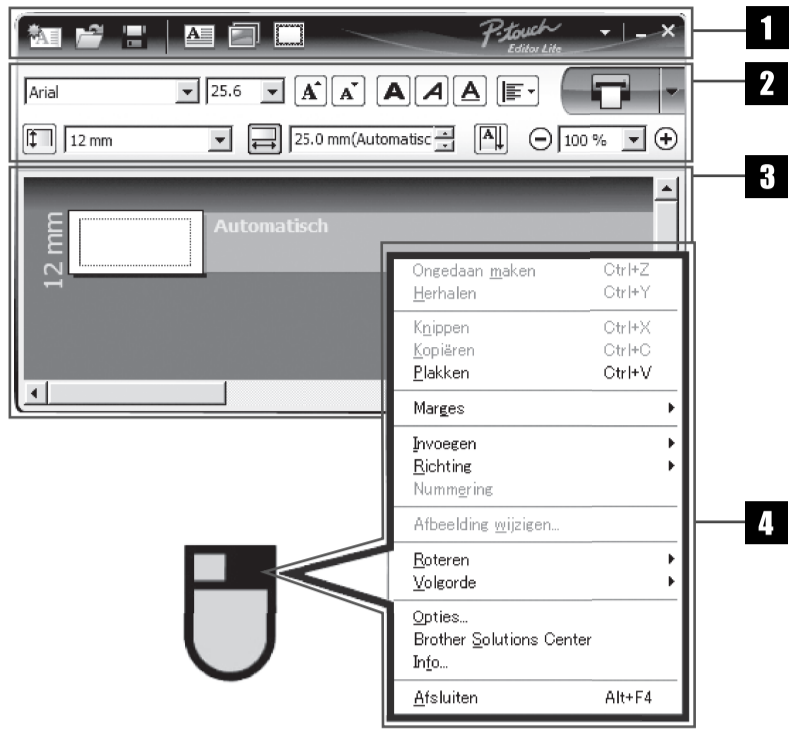 P-touch
Editor Lite
1
Arial 25.6 A A A A A
2
12 mm 25.0 mm(Automatisc A 100 %
3
12 mm
Automatisch
Ongedaan maken Ctrl+Z
Herhalen Ctrl+Y
Knippen Ctrl+X
Kopiëren Ctrl+C
Plakken Ctrl+V
Marges
Invoegen
Richting
Nummering
Afbeelding wijzigen...
4
Roteren
Volgorde
Opties...
Brother Solutions Center
Info...
Afsluiten Alt+F4